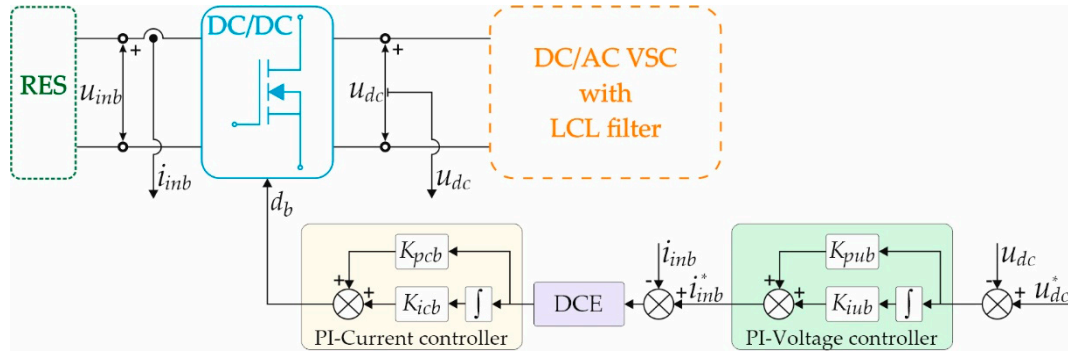 RES
u_inb
+
i_inb
DC/DC
u_dc
+
u_dc
DC/AC VSC
with
LCL filter
d_b
K_pcb
K_icb
∫
+
+
PI-Current controller
DCE
i_inb
-
+
i*_inb
K_pub
K_iub
∫
+
+
PI-Voltage controller
u_dc
-
+
u*_dc